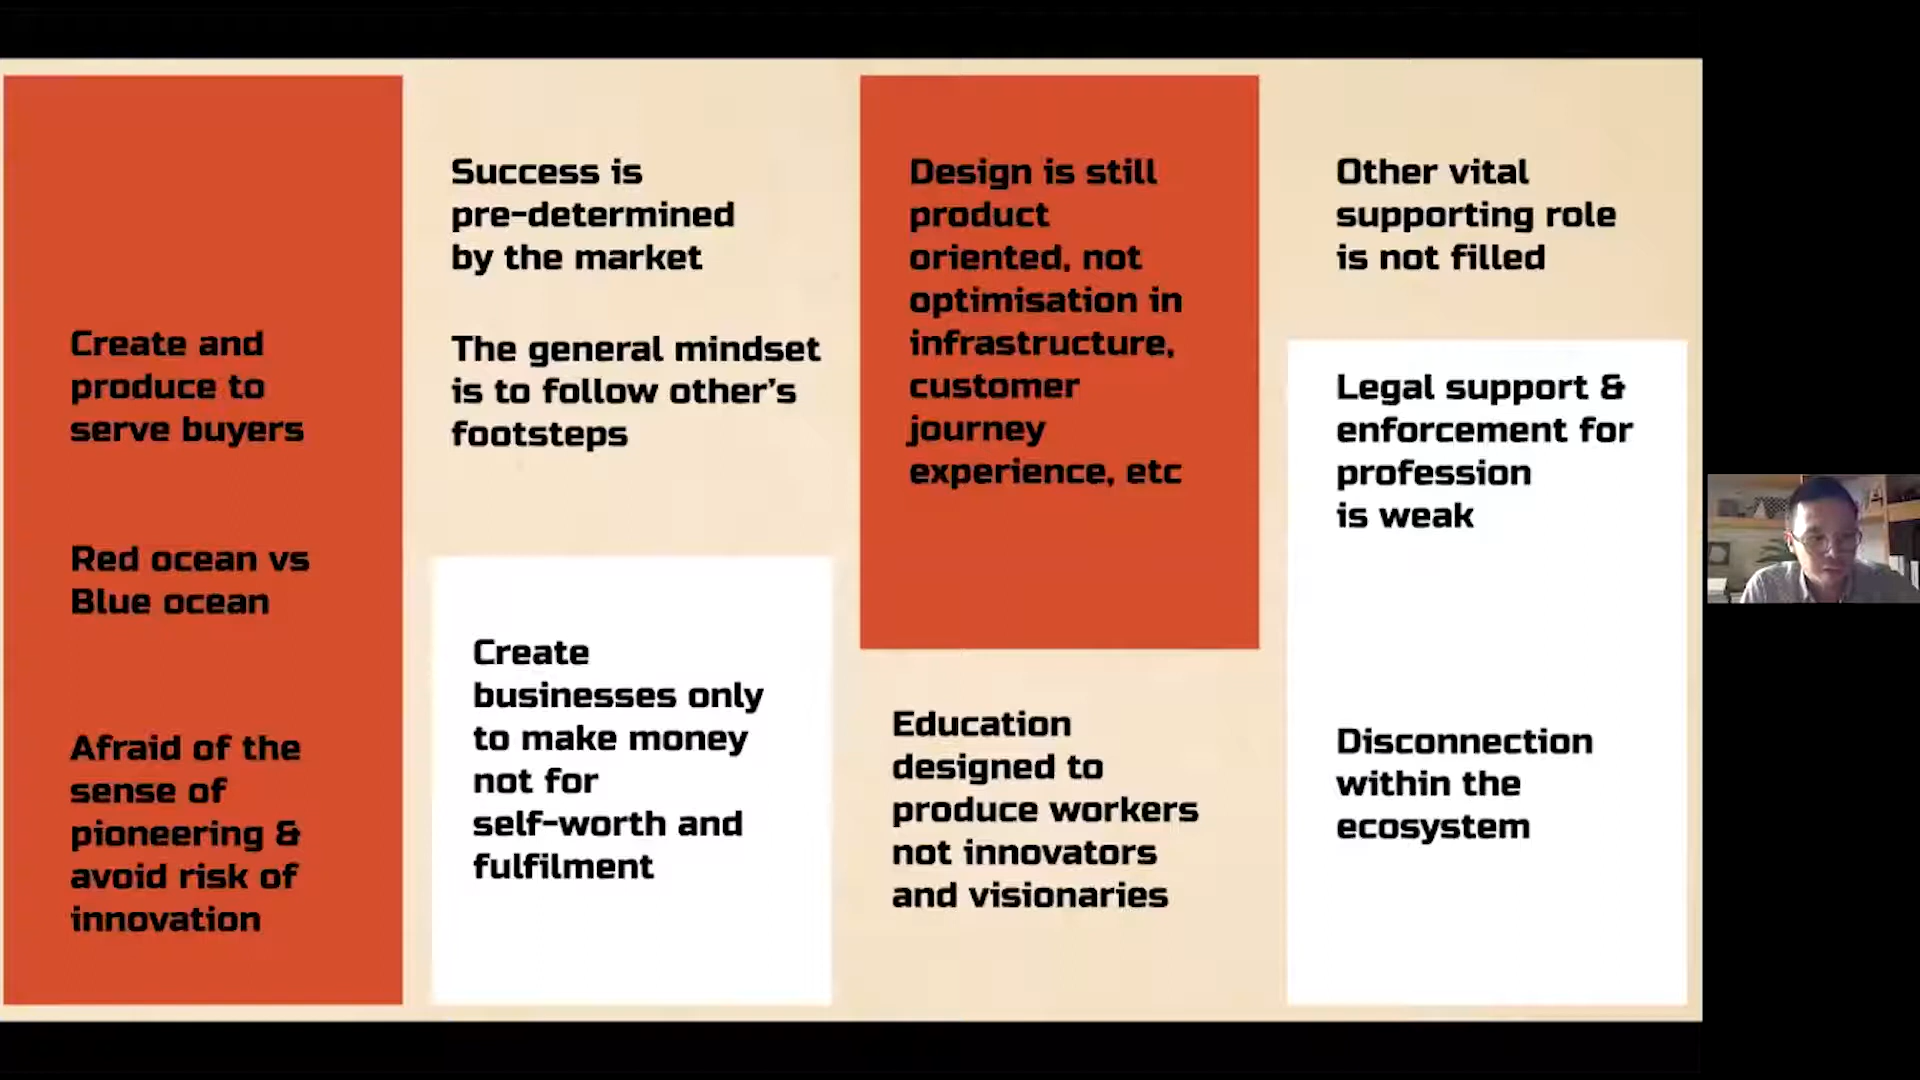 Create and
produce to
serve buyers
Red ocean vs
Blue ocean
Afraid of the
sense of
pioneering &
avoid risk of
innovation
Success is
pre-determined
by the market
The general mindset
is to follow other's
footsteps
Create
businesses only
to make money
not for
self-worth and
fulfilment
Design is still
product
oriented, not
optimisation in
infrastructure,
customer
journey
experience, etc
Education
designed to
produce workers
not innovators
and visionaries
Other vital
supporting role
is not filled
Legal support &
enforcement for
profession
is weak
Disconnection
within the
ecosystem